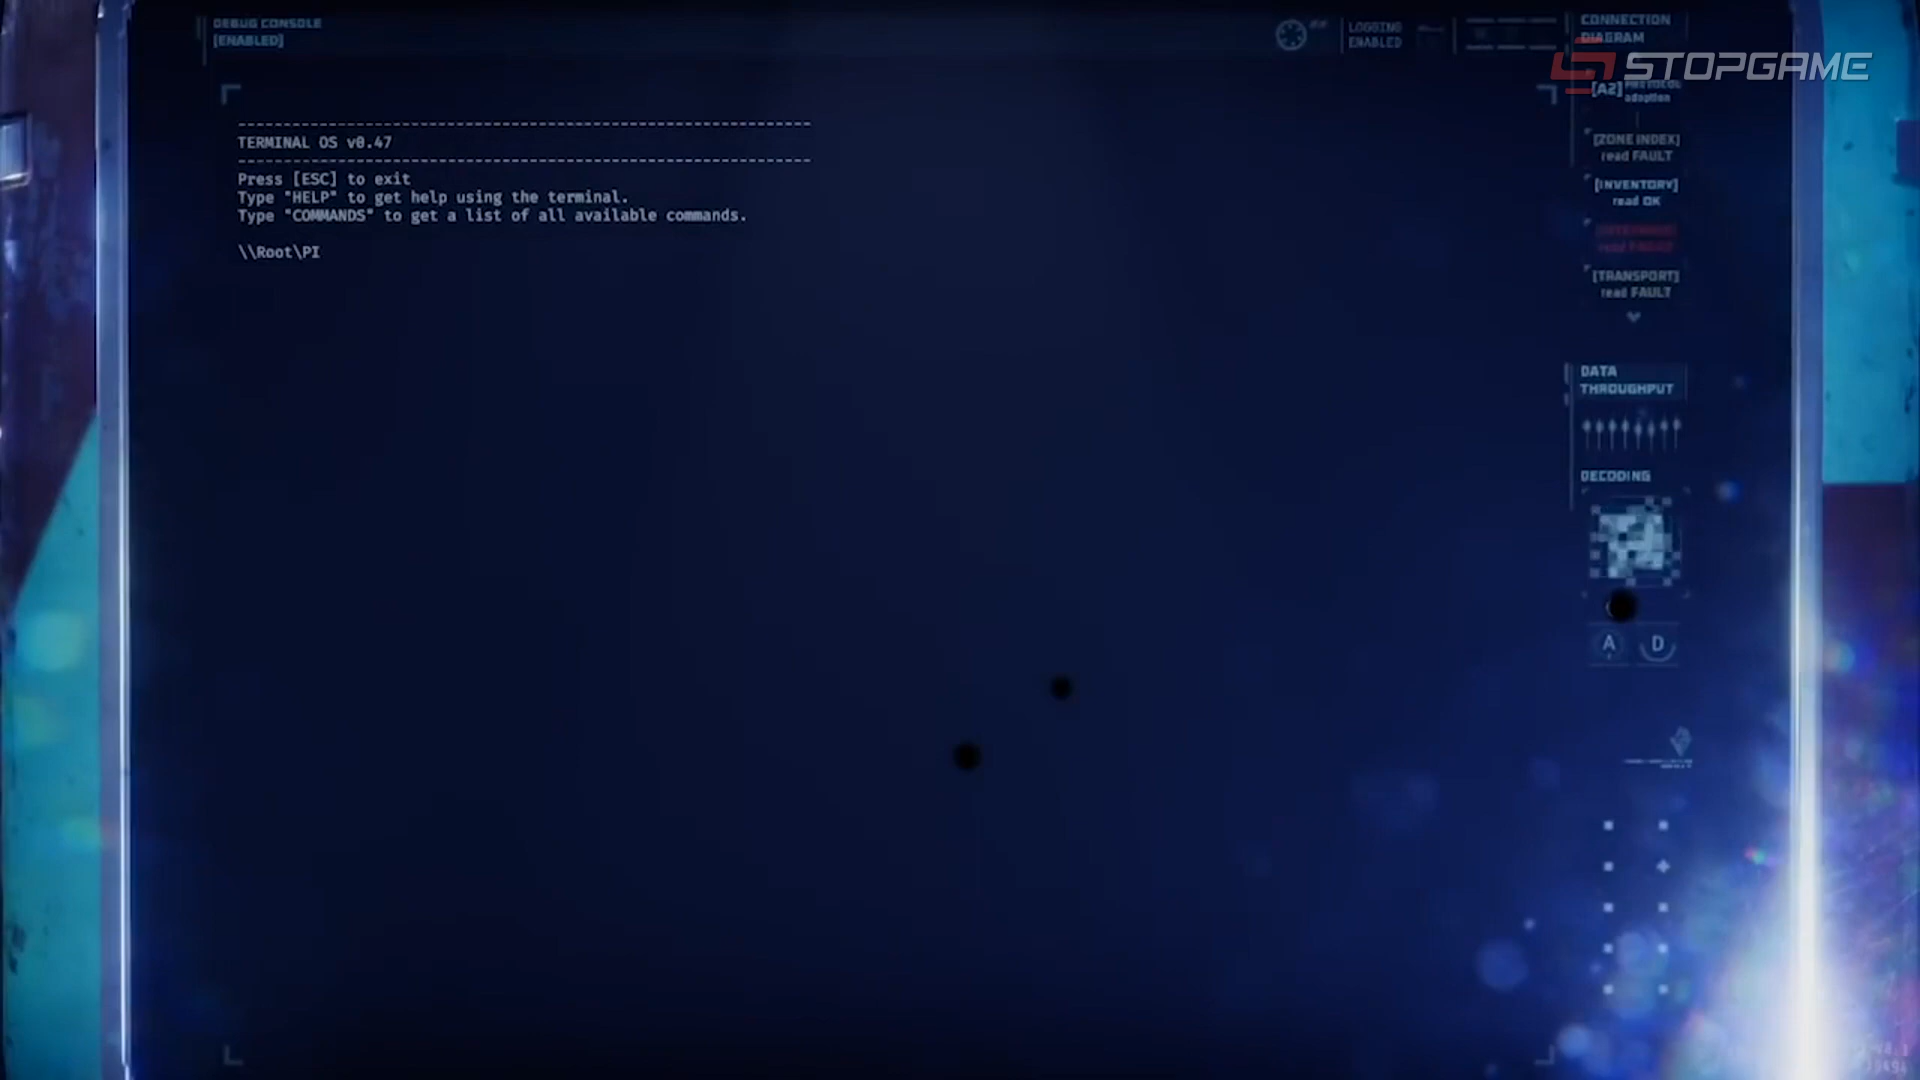 DEBUG CONSOLE
[ENABLED]
LOGGING
ENABLED
CONNECTION
DIAGRAM
STOPGAME
[A2] PROTOCOL
adaption
--------------------------------------------------------------
TERMINAL OS v0.47
--------------------------------------------------------------
Press [ESC] to exit
Type "HELP" to get help using the terminal.
Type "COMMANDS" to get a list of all available commands.
\\Root\PI
[ZONE INDEX]
read FAULT
[INVENTORY]
read OK
[TRANSPORT]
read FAULT
DATA
THROUGHPUT
DECODING
A D